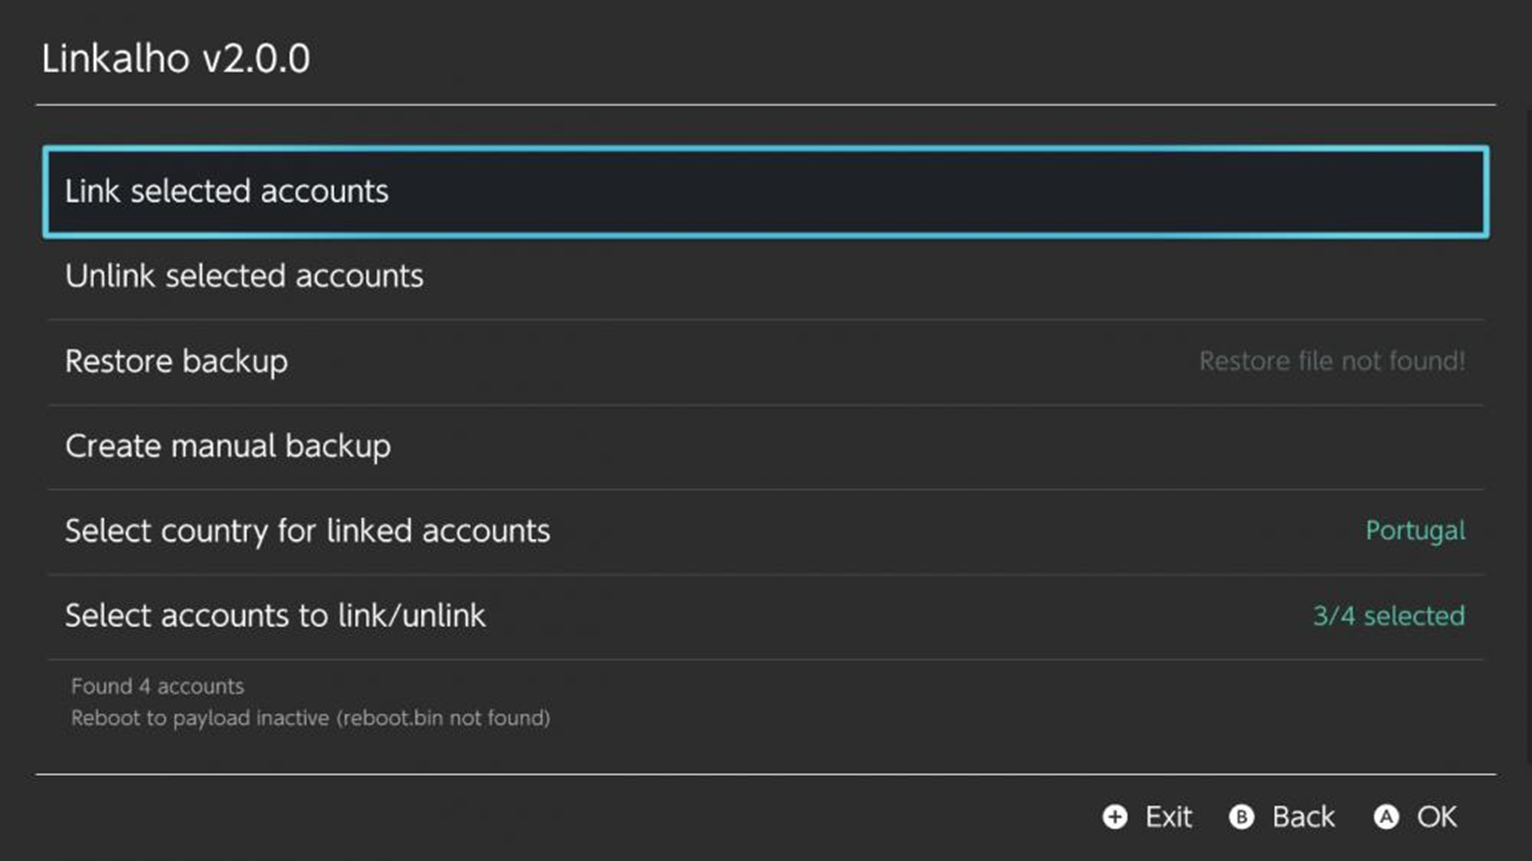 Linkalho v2.0.0
Link selected accounts
Unlink selected accounts
Restore backup Restore file not found!
Create manual backup
Select country for linked accounts Portugal
Select accounts to link/unlink 3/4 selected
Found 4 accounts
Reboot to payload inactive (reboot.bin not found)
+ Exit B Back A OK